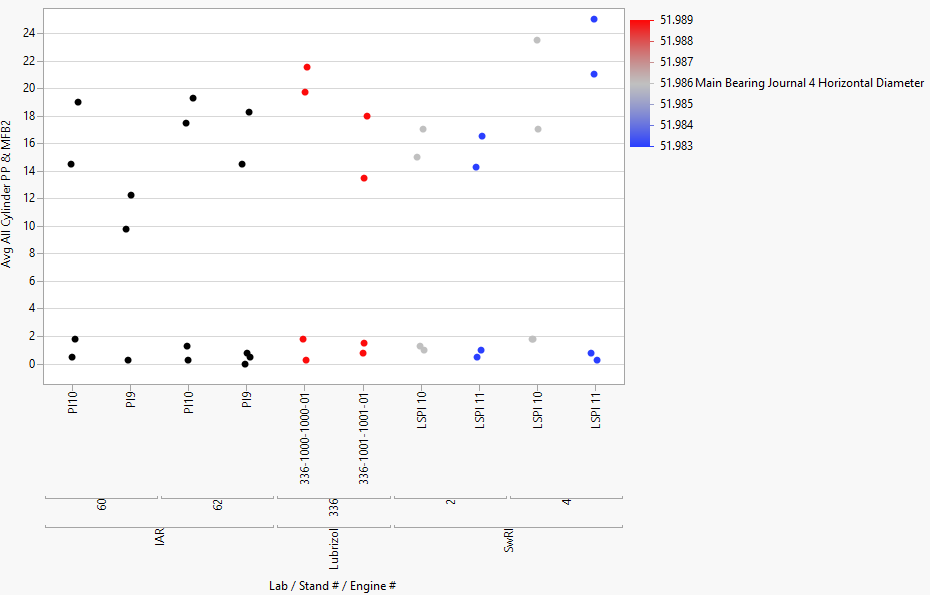 Avg All Cylinder PP & MFB2
24
22
20
18
16
14
12
10
8
6
4
2
0
51.989
51.988
51.987
51.986 Main Bearing Journal 4 Horizontal Diameter
51.985
51.984
51.983
PI10
PI9
PI10
PI9
336-1000-1000-01
336-1001-1001-01
LSPI 10
LSPI 11
LSPI 10
LSPI 11
60
62
336
2
4
IAR
Lubrizol
SwRI
Lab / Stand # / Engine #